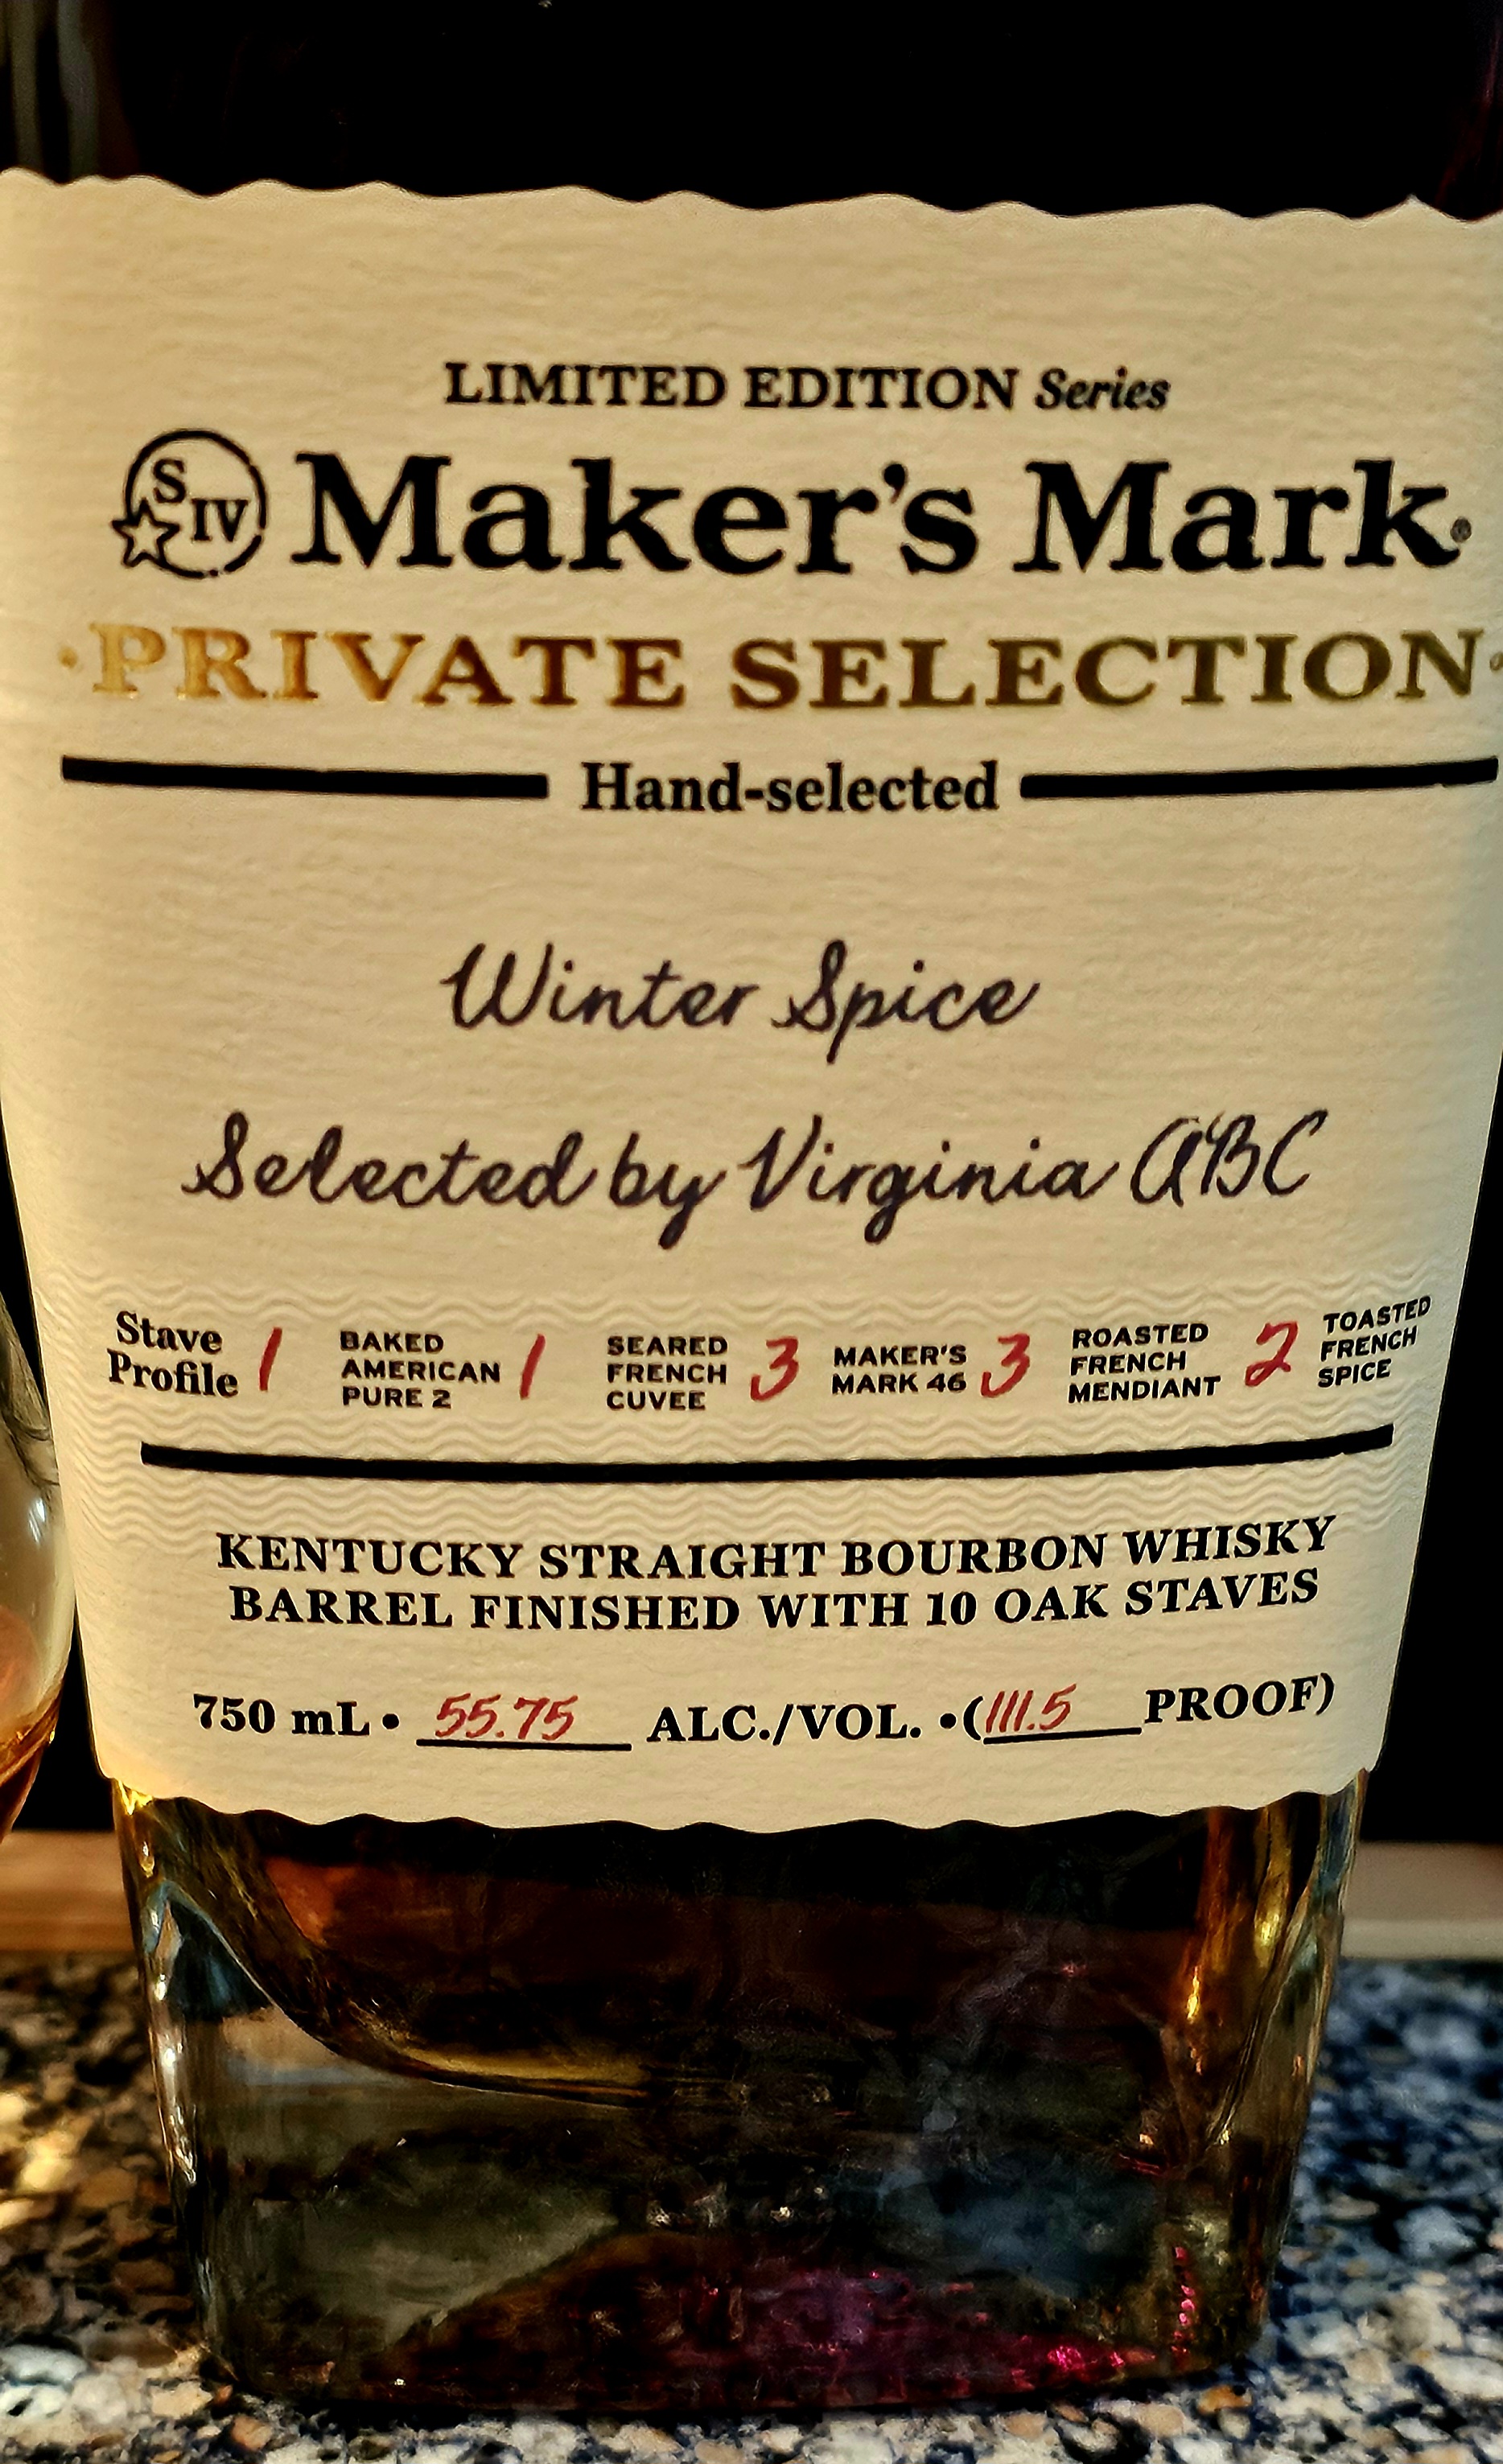 LIMITED EDITION Series
S IV Maker's Mark®
·PRIVATE SELECTION·
Hand-selected
Winter Spice
Selected by Virginia ABC
Stave Profile 1 BAKED AMERICAN PURE 2 1 SEARED FRENCH CUVEE 3 MAKER'S MARK 46 3 ROASTED FRENCH MENDIANT 2 TOASTED FRENCH SPICE
KENTUCKY STRAIGHT BOURBON WHISKY
BARREL FINISHED WITH 10 OAK STAVES
750 mL • 55.75 ALC./VOL. •(111.5 PROOF)